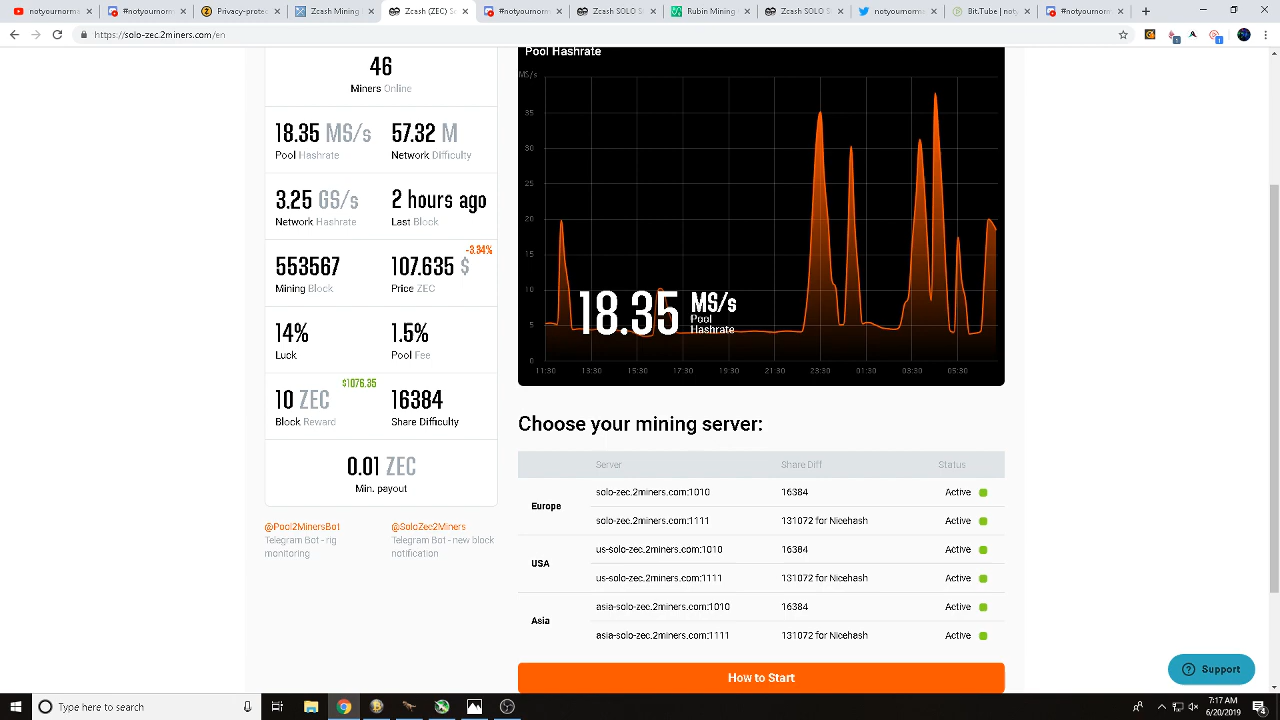 #notyournorm
NotYourNorm
Privacy-protec
Zcash Mining
Zcash (ZEC) S
#notyournorm
Zcash SOLO S
Rubin Mining
Zcash SOLO S
#notyournorm
BitTube | noty
#notyournorm
https://solo-zec.2miners.com/en
46
Miners Online
18.35 MS/s
Pool Hashrate
57.32 M
Network Difficulty
3.25 GS/s
Network Hashrate
2 hours ago
Last Block
553567
Mining Block
-3.34%
107.635 $
Price ZEC
14%
Luck
1.5%
Pool Fee
$1076.35
10 ZEC
Block Reward
16384
Share Difficulty
0.01 ZEC
Min. payout
@Pool2MinersBot
Telegram Bot - rig
monitoring
@SoloZec2Miners
Telegram Bot - new block
notification
Pool Hashrate
MS/s
35
30
25
20
15
10
5
0
11:30 13:30 15:30 17:30 19:30 21:30 23:30 01:30 03:30 05:30
18.35 MS/s
Pool
Hashrate
Choose your mining server:
Server Share Diff Status
Europe
solo-zec.2miners.com:1010 16384 Active
solo-zec.2miners.com:1111 131072 for Nicehash Active
USA
us-solo-zec.2miners.com:1010 16384 Active
us-solo-zec.2miners.com:1111 131072 for Nicehash Active
Asia
asia-solo-zec.2miners.com:1010 16384 Active
asia-solo-zec.2miners.com:1111 131072 for Nicehash Active
How to Start
Support
Type here to search
7:17 AM
6/20/2019